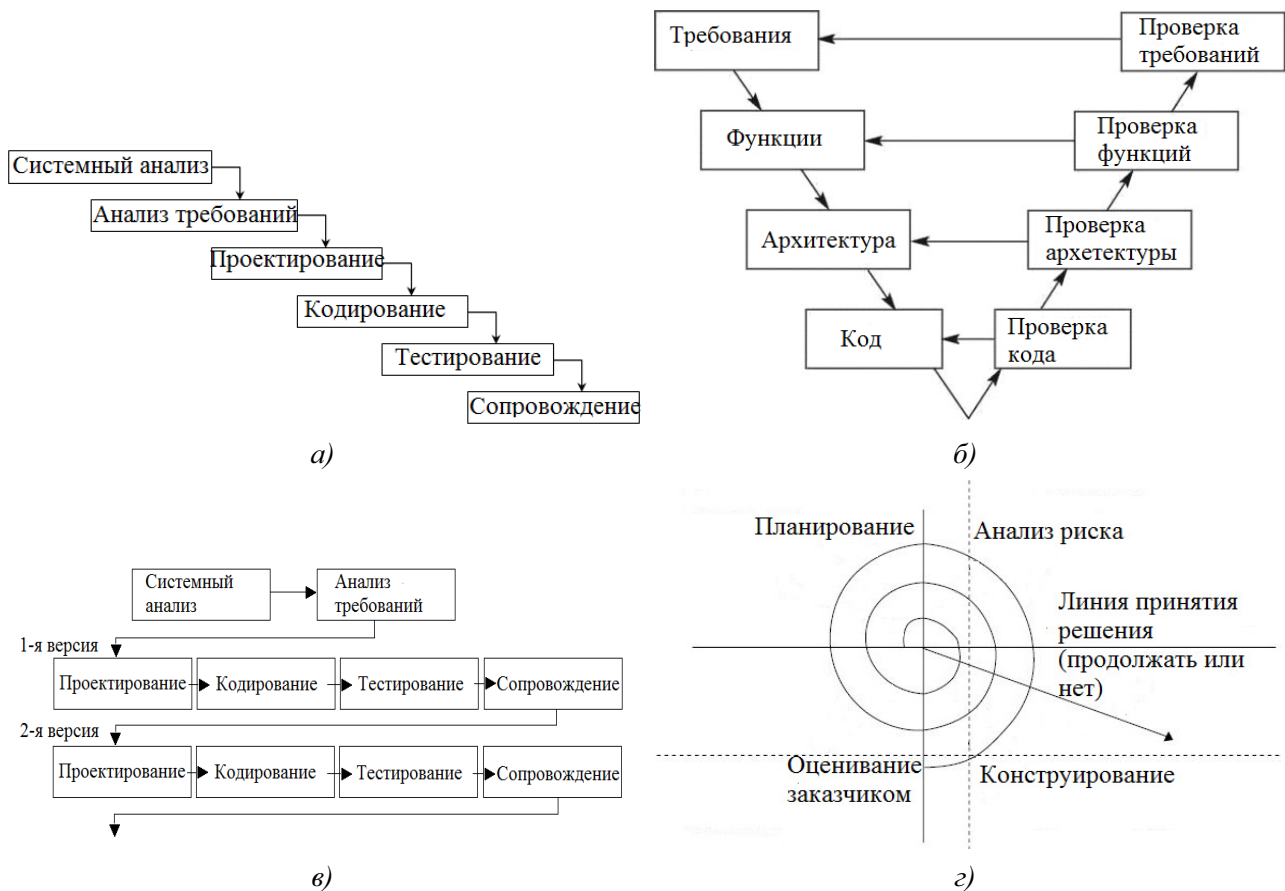 Системный анализ
Анализ требований
Проектирование
Кодирование
Тестирование
Сопровождение
а)
Требования
Проверка
требований
Функции
Проверка
функций
Архитектура
Проверка
архетектуры
Код
Проверка
кода
б)
Системный
анализ
Анализ
требований
1-я версия
Проектирование
Кодирование
Тестирование
Сопровождение
2-я версия
Проектирование
Кодирование
Тестирование
Сопровождение
в)
Планирование
Анализ риска
Линия принятия
решения
(продолжать или
нет)
Оценивание
заказчиком
Конструирование
г)